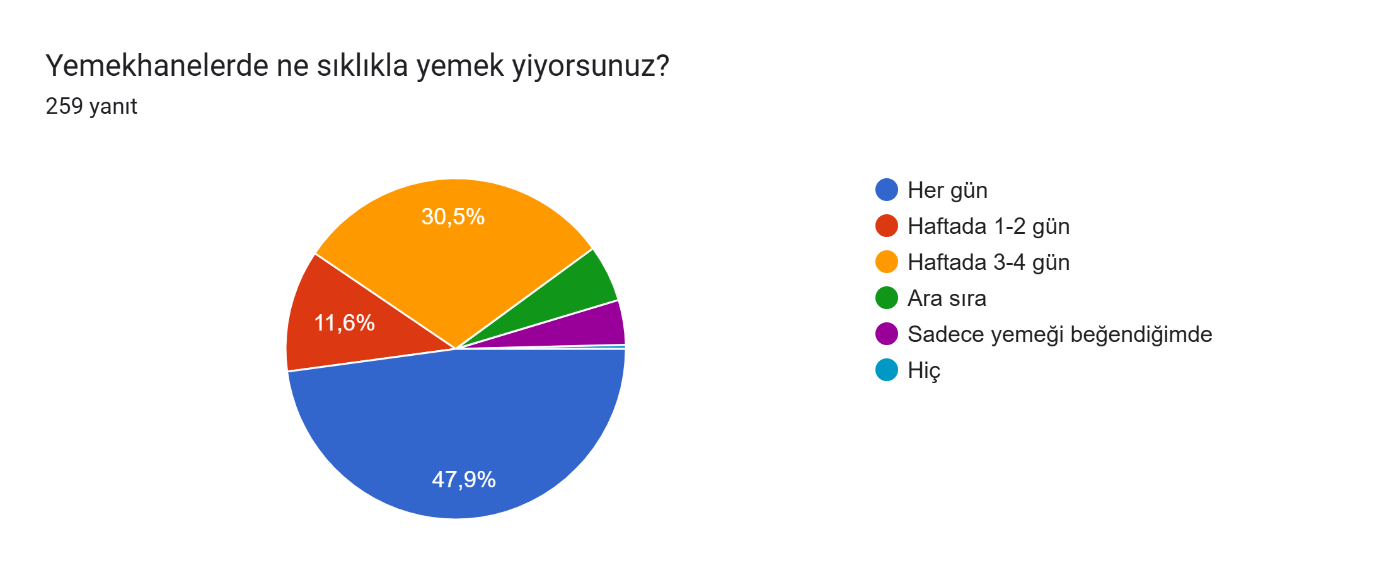 Yemekhanelerde ne sıklıkla yemek yiyorsunuz?
259 yanıt
30,5%
11,6%
47,9%
Her gün
Haftada 1-2 gün
Haftada 3-4 gün
Ara sıra
Sadece yemeği beğendiğimde
Hiç